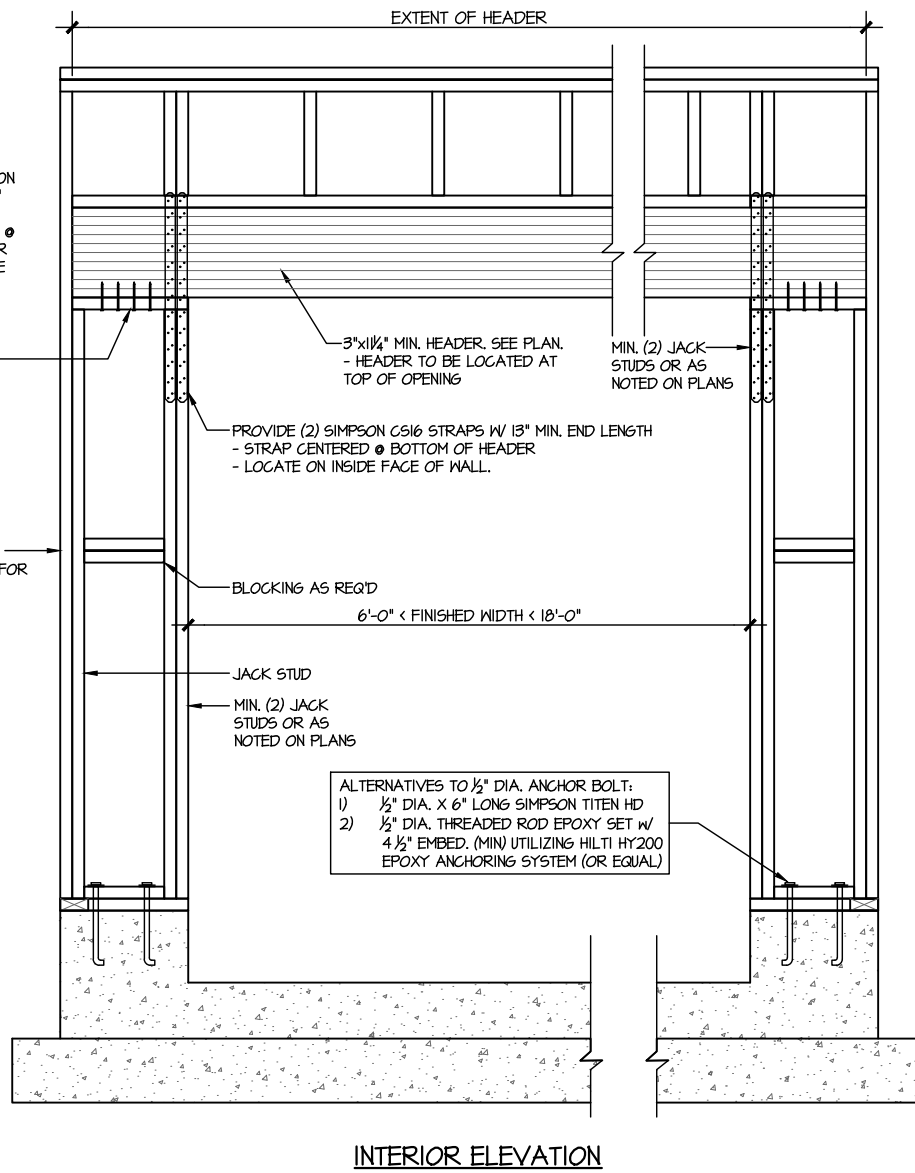 EXTENT OF HEADER
ON
@
R
E
3"x11¼" MIN. HEADER. SEE PLAN.
- HEADER TO BE LOCATED AT
TOP OF OPENING
MIN. (2) JACK
STUDS OR AS
NOTED ON PLANS
PROVIDE (2) SIMPSON CS16 STRAPS W/ 13" MIN. END LENGTH
- STRAP CENTERED @ BOTTOM OF HEADER
- LOCATE ON INSIDE FACE OF WALL.
FOR
BLOCKING AS REQ'D
6'-0" < FINISHED WIDTH < 18'-0"
JACK STUD
MIN. (2) JACK
STUDS OR AS
NOTED ON PLANS
ALTERNATIVES TO ½" DIA. ANCHOR BOLT:
1) ½" DIA. X 6" LONG SIMPSON TITEN HD
2) ½" DIA. THREADED ROD EPOXY SET W/
4 ½" EMBED. (MIN) UTILIZING HILTI HY200
EPOXY ANCHORING SYSTEM (OR EQUAL)
INTERIOR ELEVATION